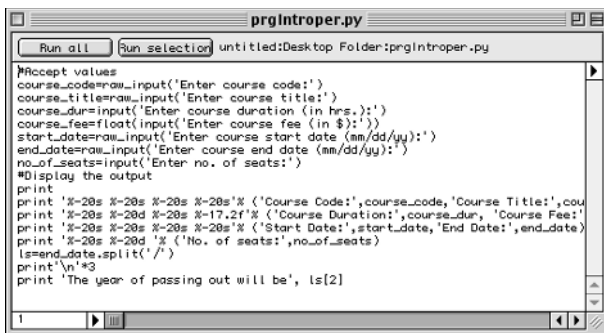 prgIntroper.py
Run all Run selection untitled:Desktop Folder:prgIntroper.py
#Accept values
course_code=raw_input('Enter course code:')
course_title=raw_input('Enter course title:')
course_dur=input('Enter course duration (in hrs.):')
course_fee=float(input('Enter course fee (in $):'))
start_date=raw_input('Enter course start date (mm/dd/yy):')
end_date=raw_input('Enter course end date (mm/dd/yy):')
no_of_seats=input('Enter no. of seats:')
#Display the output
print
print '%-20s %-20s %-20s %-20s'% ('Course Code:',course_code,'Course Title:',cou
print '%-20s %-20d %-20s %-17.2f'% ('Course Duration:',course_dur, 'Course Fee:'
print '%-20s %-20s %-20s %-20s'% ('Start Date:',start_date,'End Date:',end_date)
print '%-20s %-20d '% ('No. of seats:',no_of_seats)
ls=end_date.split('/')
print'\n'*3
print 'The year of passing out will be', ls[2]
1